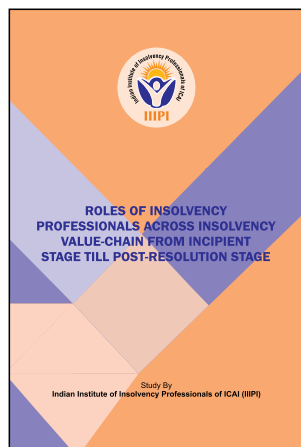 Indian Institute of Insolvency Professionals of ICAI
IIIPI
ROLES OF INSOLVENCY
PROFESSIONALS ACROSS INSOLVENCY
VALUE-CHAIN FROM INCIPIENT
STAGE TILL POST-RESOLUTION STAGE
Study By
Indian Institute of Insolvency Professionals of ICAI (IIIPI)